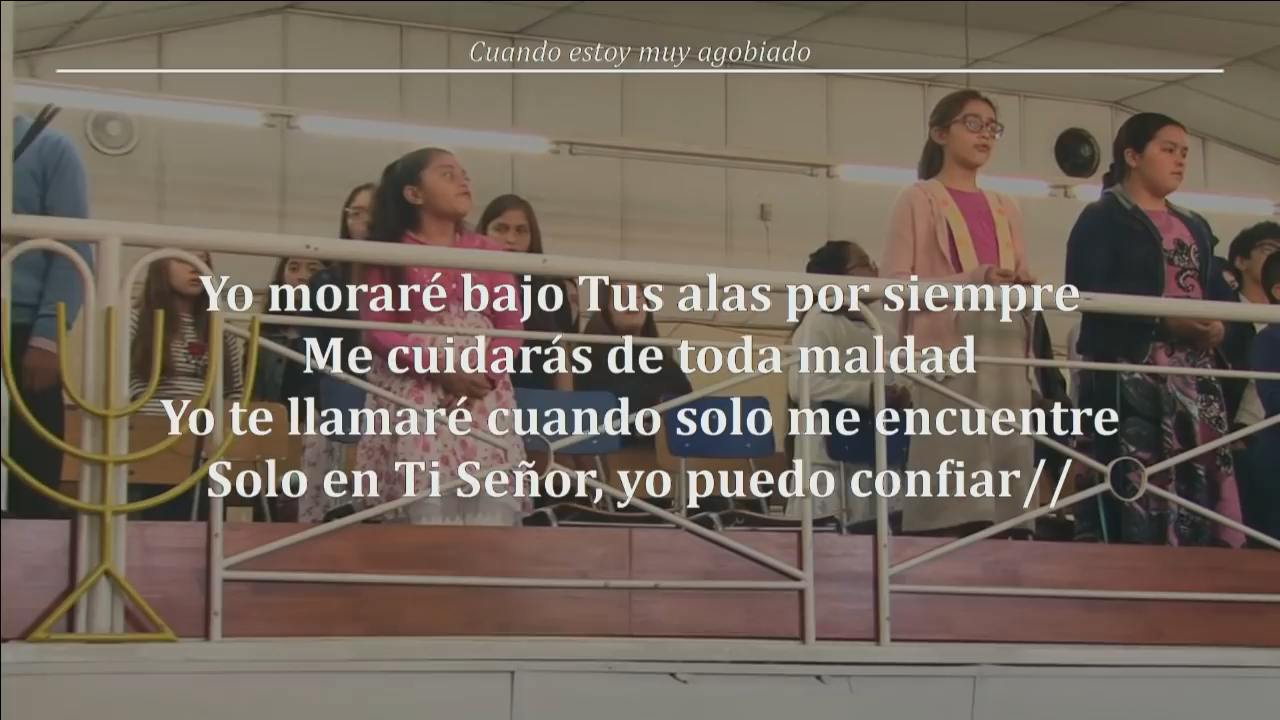 Cuando estoy muy agobiado
Yo moraré bajo Tus alas por siempre
Me cuidarás de toda maldad
Yo te llamaré cuando solo me encuentre
Solo en Ti Señor, yo puedo confiar//